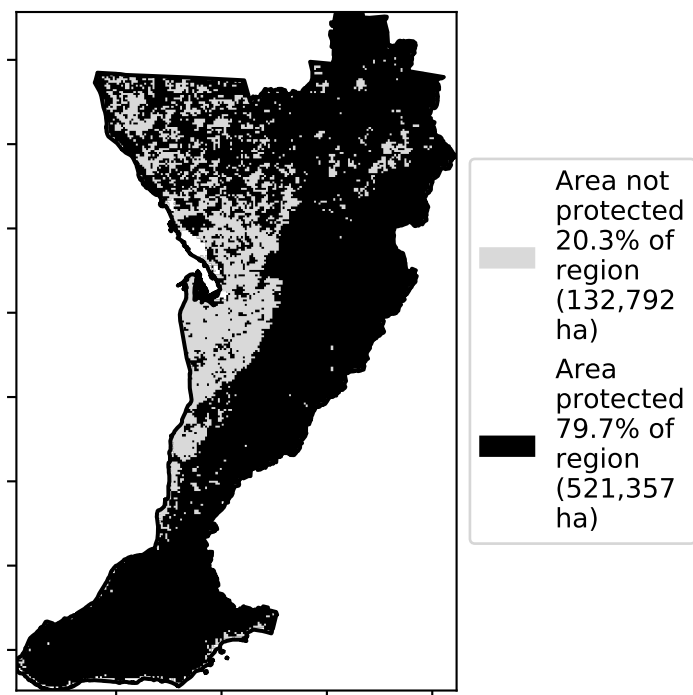 Area not
protected
20.3% of
region
(132,792
ha)
Area
protected
79.7% of
region
(521,357
ha)